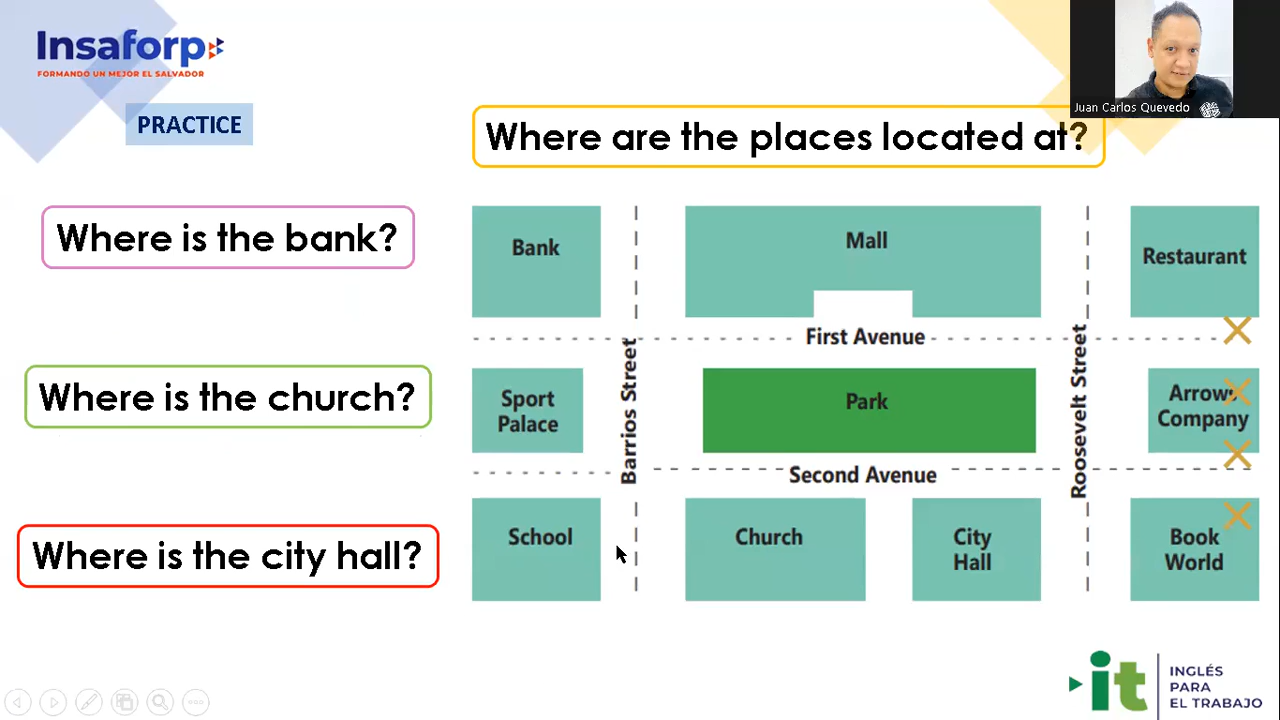 Insaforp
FORMANDO UN MEJOR EL SALVADOR
Juan Carlos Quevedo
PRACTICE
Where are the places located at?
Where is the bank?
Where is the church?
Where is the city hall?
Bank
Mall
Restaurant
First Avenue
Barrios Street
Roosevelt Street
Sport
Palace
Park
Arrows
Company
Second Avenue
School
Church
City
Hall
Book
World
it
INGLÉS
PARA
EL TRABAJO